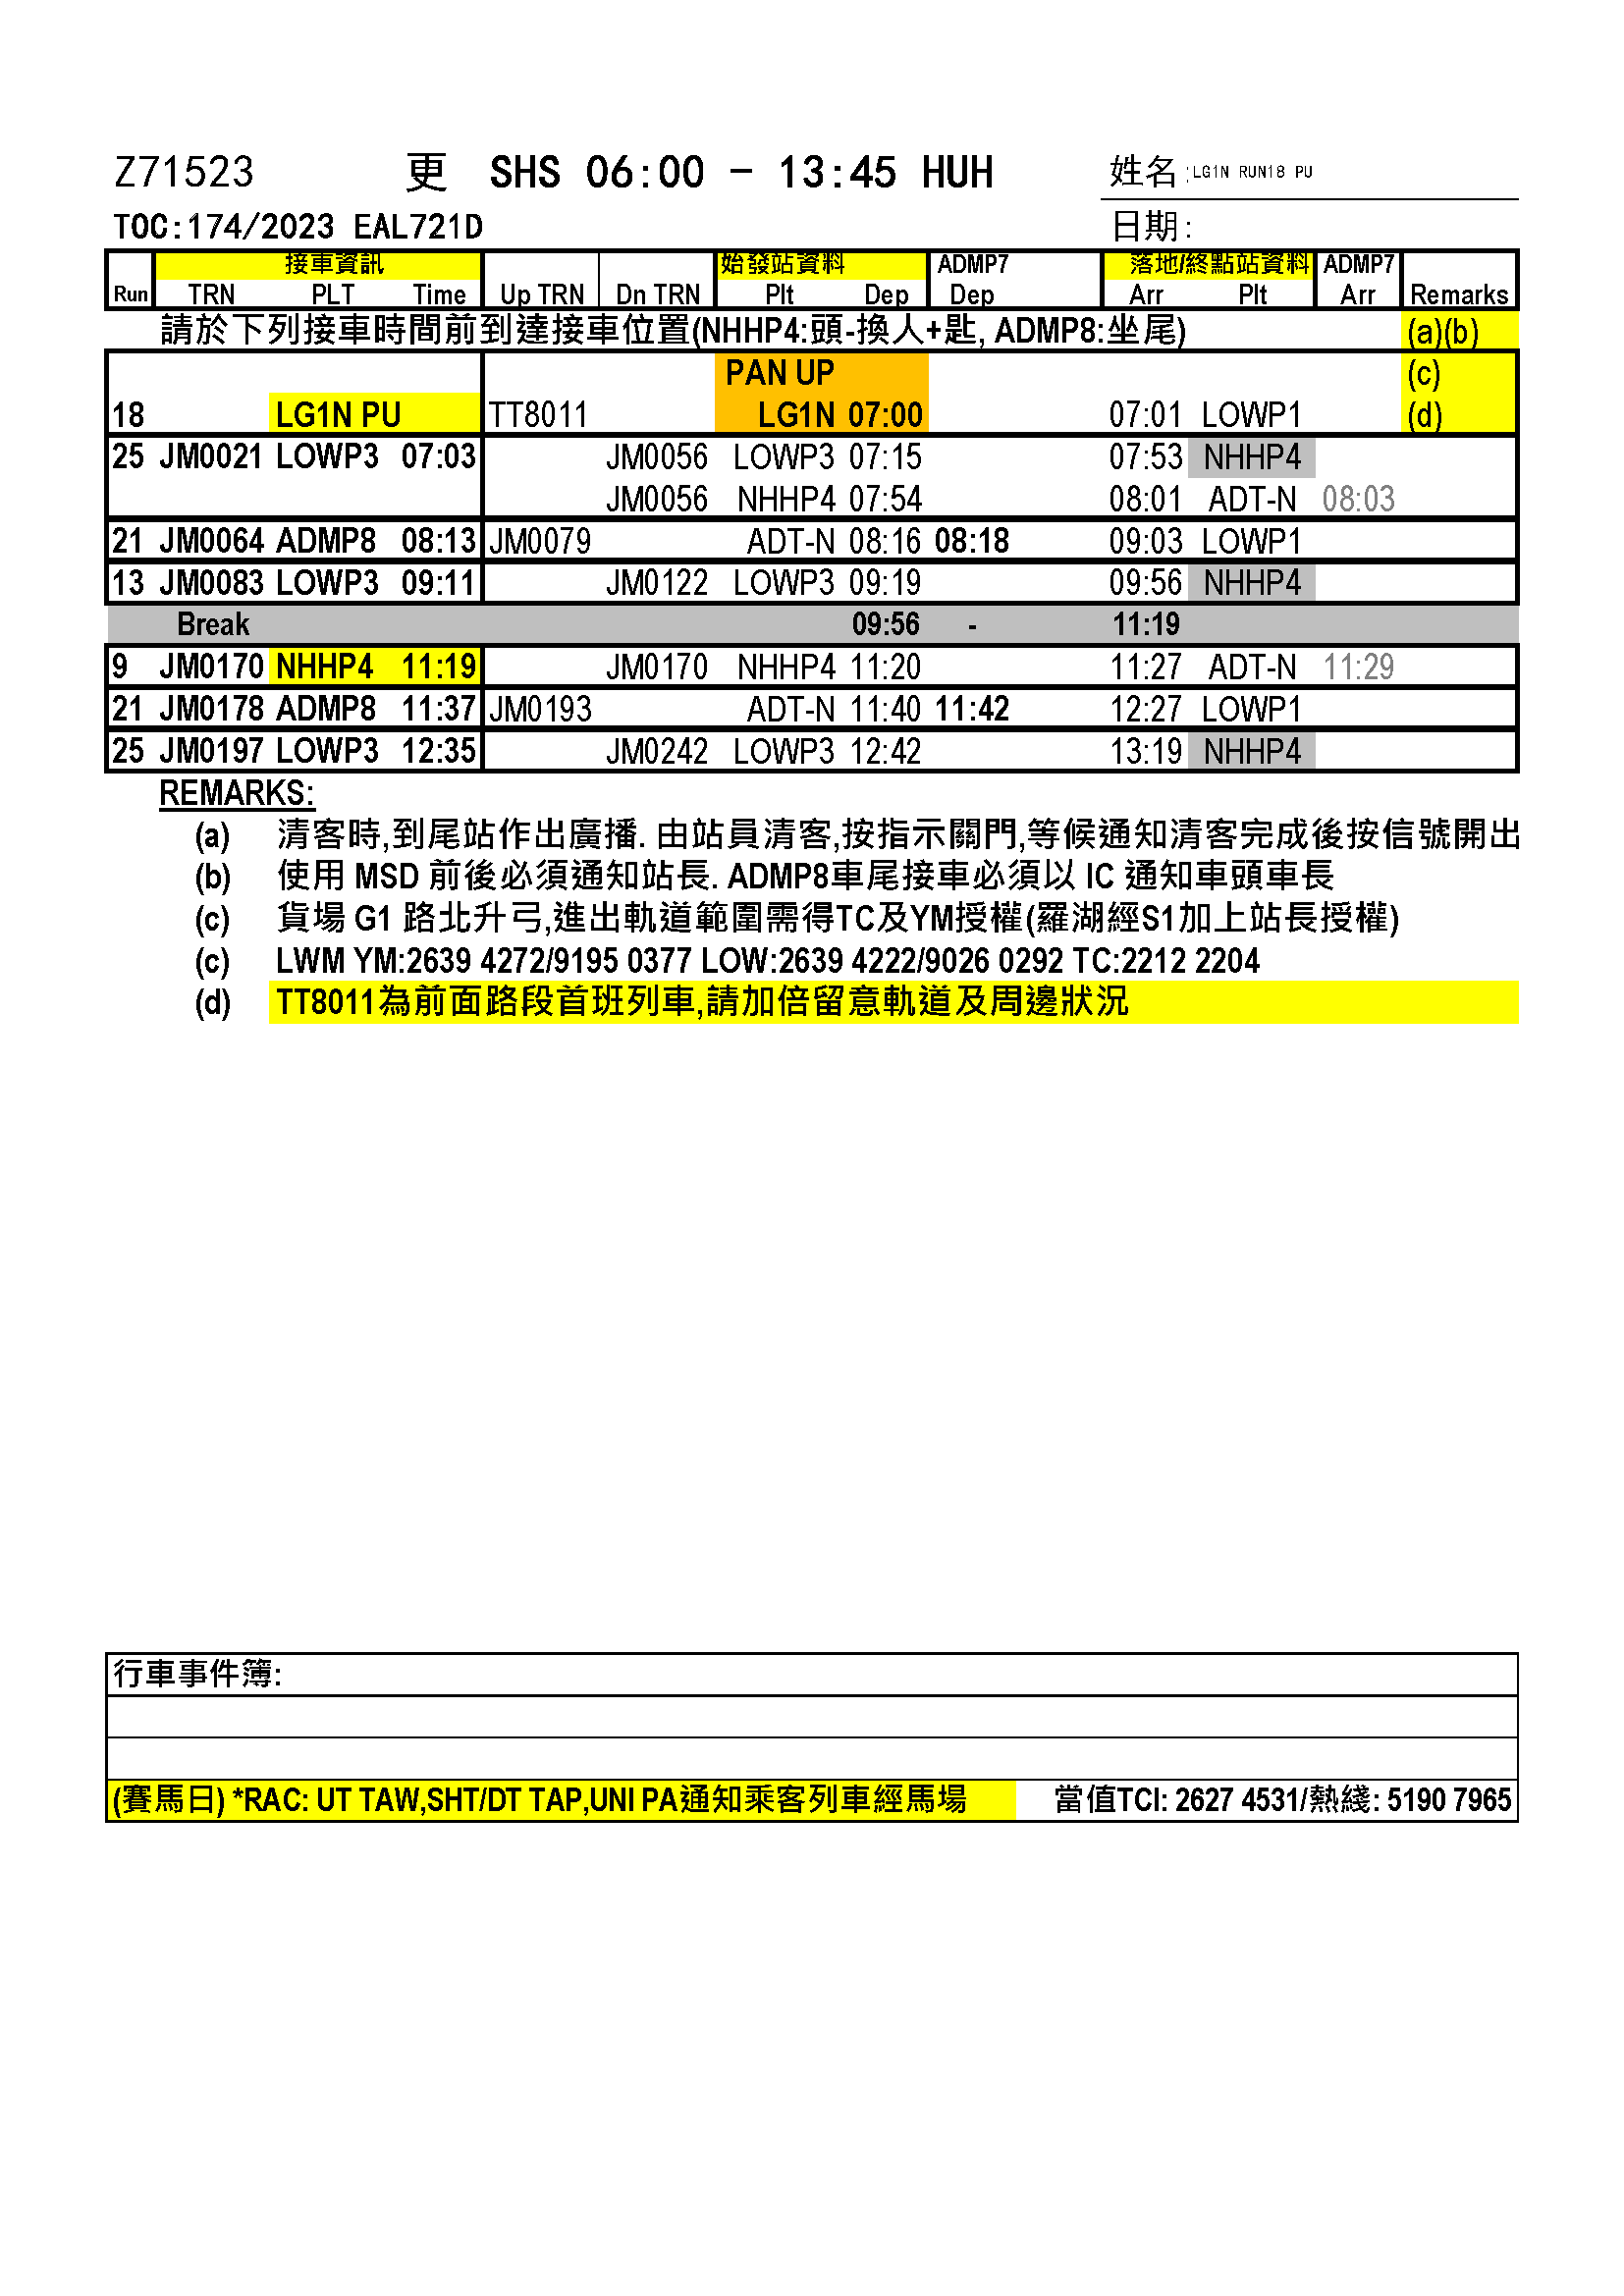 Z71523 更 SHS 06:00 - 13:45 HUH 姓名:LG1N RUN18 PU
TOC:174/2023 EAL721D 日期:
接車資訊 始發站資料 ADMP7 落地/終點站資料 ADMP7
Run TRN PLT Time Up TRN Dn TRN Plt Dep Dep Arr Plt Arr Remarks
請於下列接車時間前到達接車位置(NHHP4:頭-換人+匙, ADMP8:坐尾) (a)(b)
PAN UP (c)
18 LG1N PU TT8011 LG1N 07:00 07:01 LOWP1 (d)
25 JM0021 LOWP3 07:03 JM0056 LOWP3 07:15 07:53 NHHP4
JM0056 NHHP4 07:54 08:01 ADT-N 08:03
21 JM0064 ADMP8 08:13 JM0079 ADT-N 08:16 08:18 09:03 LOWP1
13 JM0083 LOWP3 09:11 JM0122 LOWP3 09:19 09:56 NHHP4
Break 09:56 - 11:19
9 JM0170 NHHP4 11:19 JM0170 NHHP4 11:20 11:27 ADT-N 11:29
21 JM0178 ADMP8 11:37 JM0193 ADT-N 11:40 11:42 12:27 LOWP1
25 JM0197 LOWP3 12:35 JM0242 LOWP3 12:42 13:19 NHHP4
REMARKS:
(a) 清客時,到尾站作出廣播. 由站員清客,按指示關門,等候通知清客完成後按信號開出
(b) 使用 MSD 前後必須通知站長. ADMP8車尾接車必須以 IC 通知車頭車長
(c) 貨場 G1 路北升弓,進出軌道範圍需得TC及YM授權(羅湖經S1加上站長授權)
(c) LWM YM:2639 4272/9195 0377 LOW:2639 4222/9026 0292 TC:2212 2204
(d) TT8011為前面路段首班列車,請加倍留意軌道及周邊狀況
行車事件簿:
(賽馬日) *RAC: UT TAW,SHT/DT TAP,UNI PA通知乘客列車經馬場 當值TCI: 2627 4531/熱綫: 5190 7965